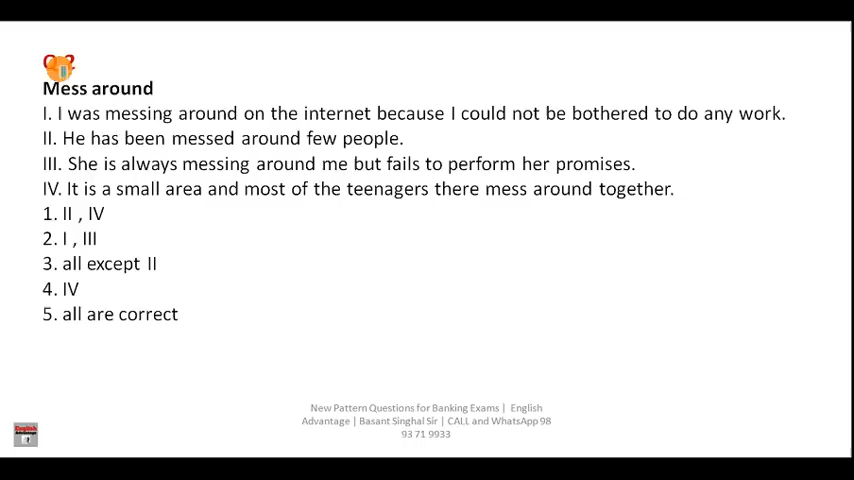 Mess around
I. I was messing around on the internet because I could not be bothered to do any work.
II. He has been messed around few people.
III. She is always messing around me but fails to perform her promises.
IV. It is a small area and most of the teenagers there mess around together.
1. II , IV
2. I , III
3. all except II
4. IV
5. all are correct
New Pattern Questions for Banking Exams | English
Advantage | Basant Singhal Sir | CALL and WhatsApp 98
93 71 9933
English
Advantage